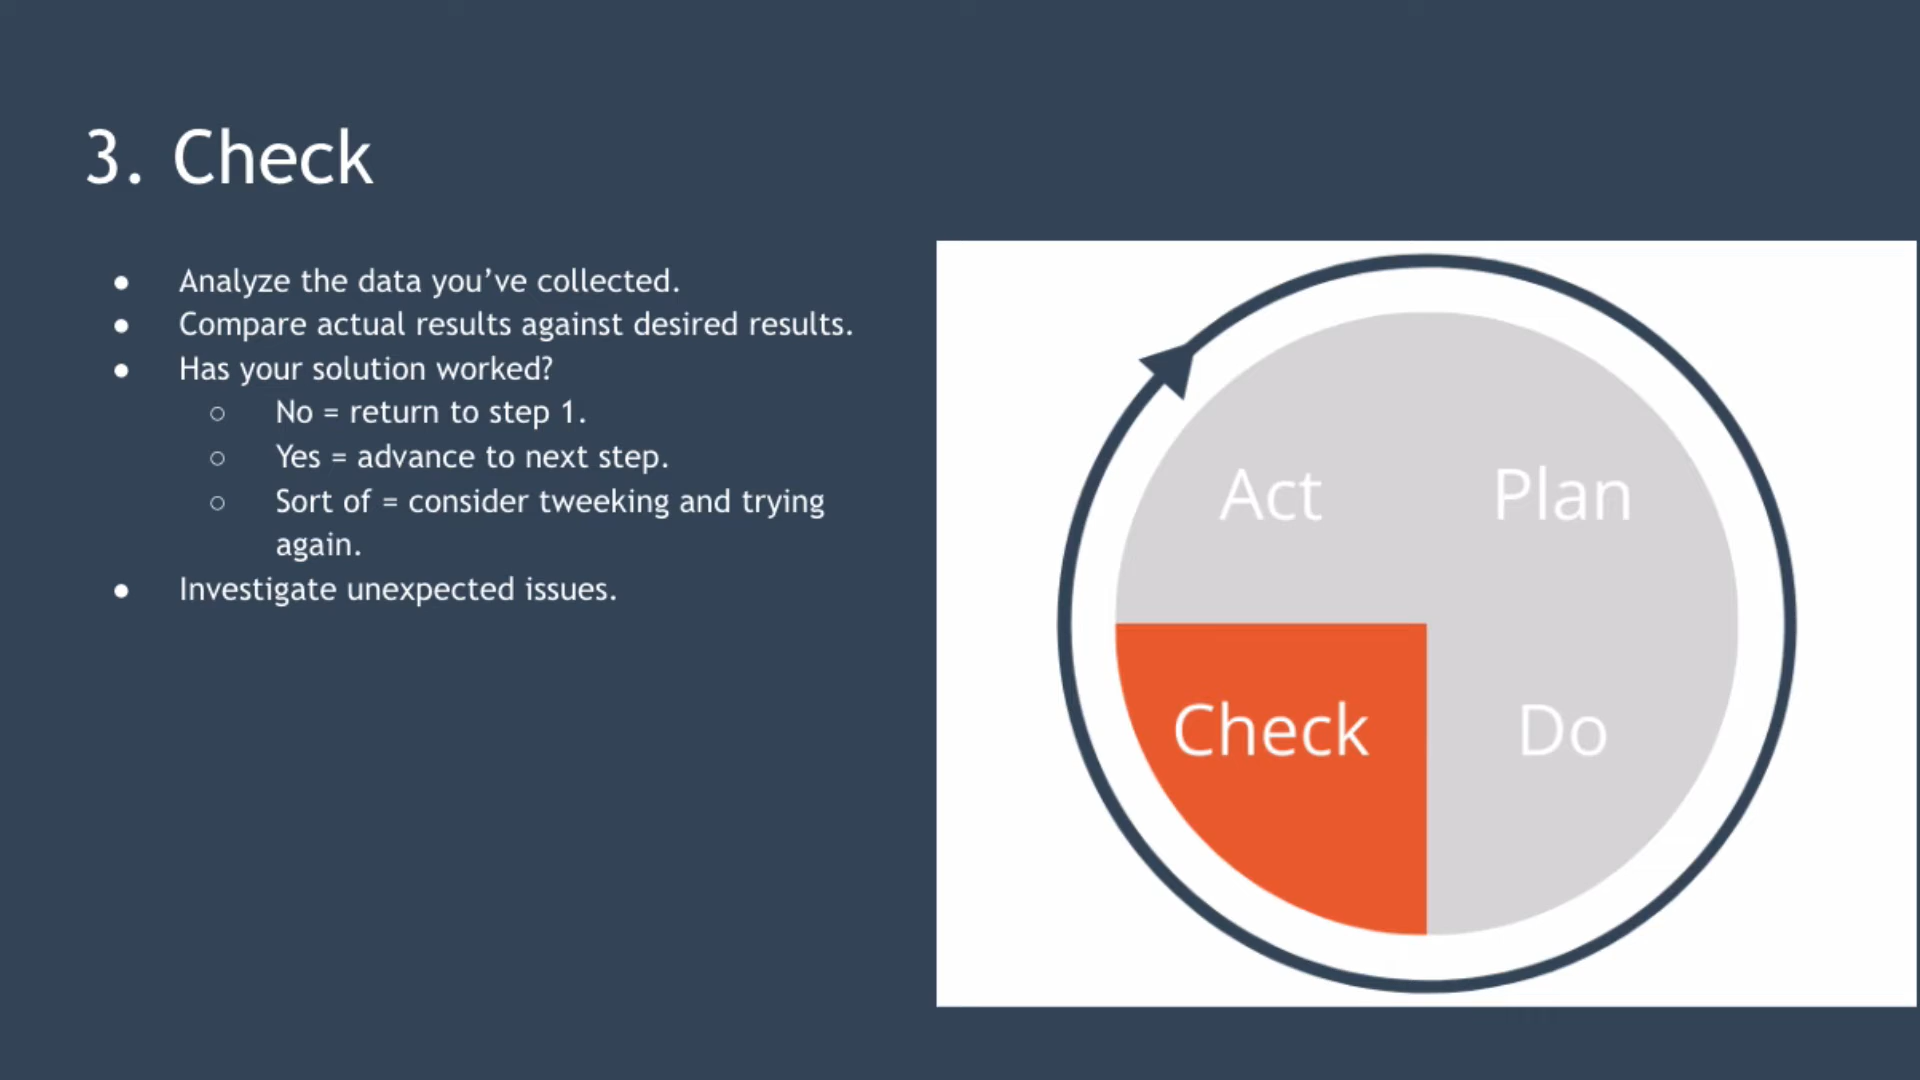 3. Check
● Analyze the data you’ve collected.
● Compare actual results against desired results.
● Has your solution worked?
○ No = return to step 1.
○ Yes = advance to next step.
○ Sort of = consider tweeking and trying
again.
● Investigate unexpected issues.
Act Plan
Check Do